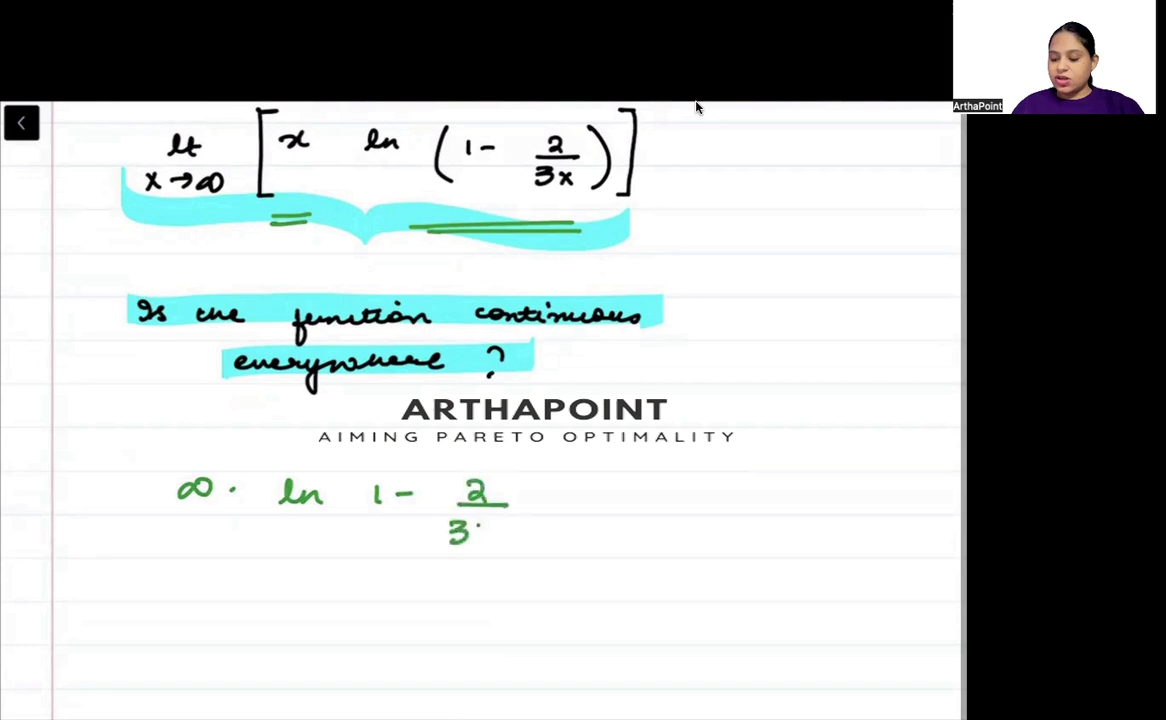 lt [ x ln ( 1 - 2/3x ) ]
x → ∞
Is the function continuous
everywhere ?
ARTHAPOINT
AIMING PARETO OPTIMALITY
∞ · ln 1 - 2/3·
ArthaPoint